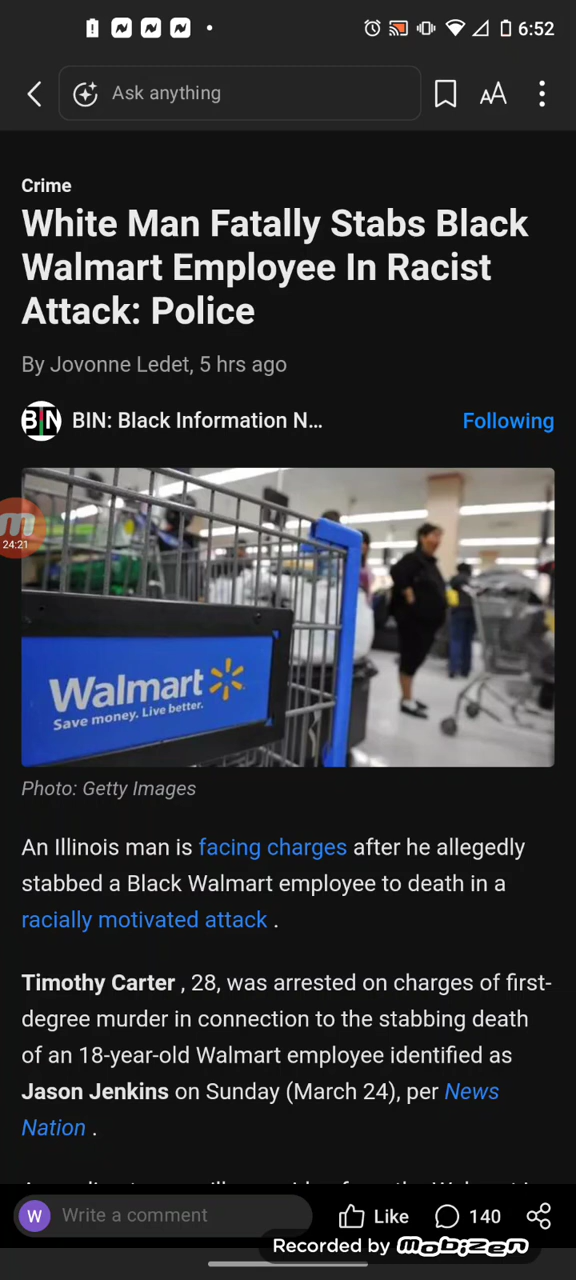 6:52
Ask anything
AA
Crime
White Man Fatally Stabs Black
Walmart Employee In Racist
Attack: Police
By Jovonne Ledet, 5 hrs ago
BIN BIN: Black Information N... Following
24:21
Walmart
Save money. Live better.
Photo: Getty Images
An Illinois man is facing charges after he allegedly
stabbed a Black Walmart employee to death in a
racially motivated attack .
Timothy Carter , 28, was arrested on charges of first-
degree murder in connection to the stabbing death
of an 18-year-old Walmart employee identified as
Jason Jenkins on Sunday (March 24), per News
Nation .
W Write a comment Like 140
Recorded by mobizen